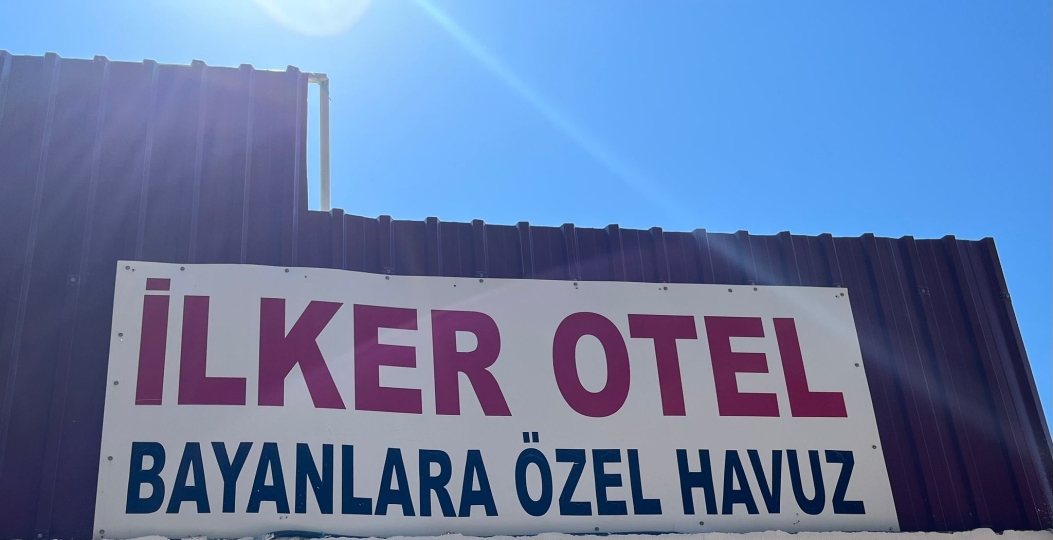 İLKER OTEL
BAYANLARA ÖZEL HAVUZ